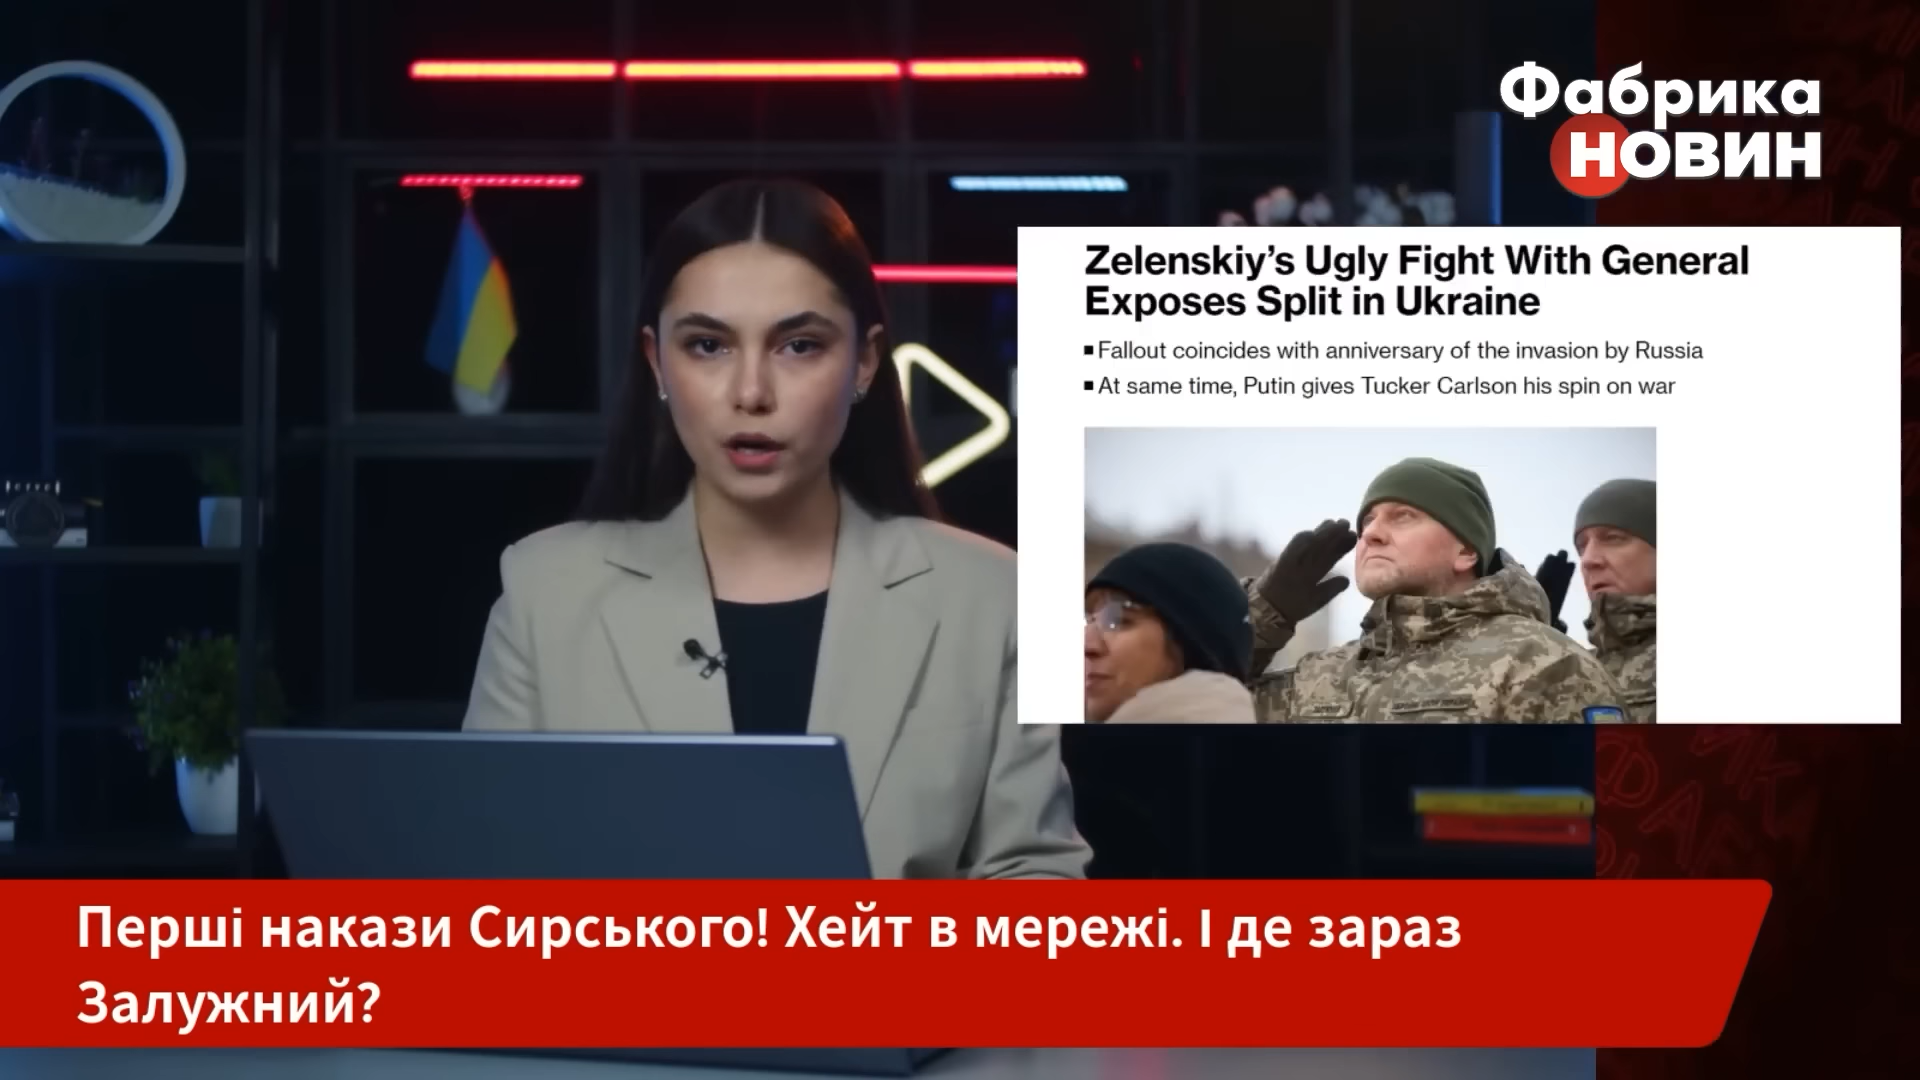 Фабрика
новин
Zelenskiy’s Ugly Fight With General
Exposes Split in Ukraine
▪ Fallout coincides with anniversary of the invasion by Russia
▪ At same time, Putin gives Tucker Carlson his spin on war
Перші накази Сирського! Хейт в мережі. І де зараз
Залужний?